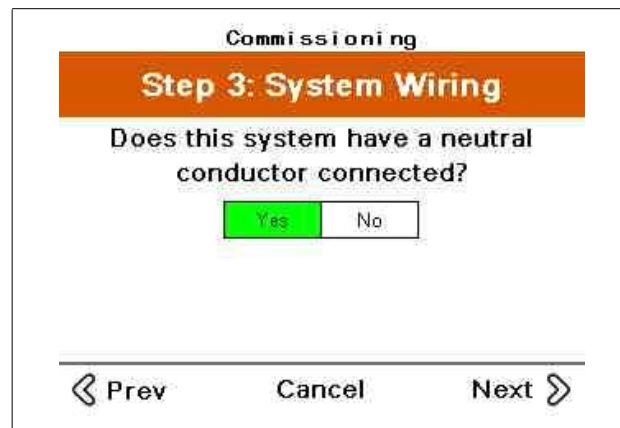 Commissioning
Step 3: System Wiring
Does this system have a neutral
conductor connected?
Yes No
Prev Cancel Next